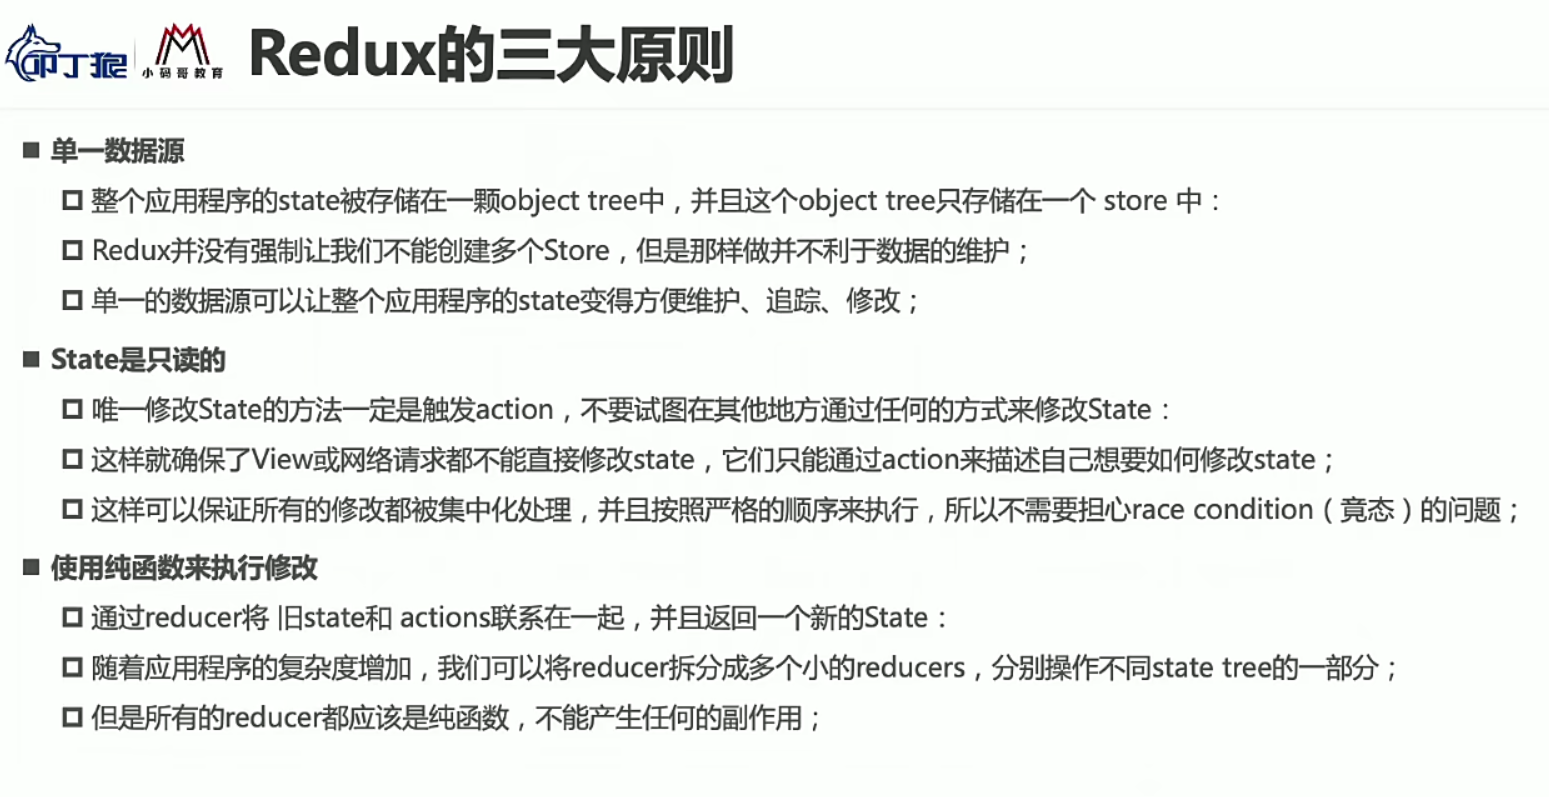 叩丁狼
小码哥教育
Redux的三大原则
单一数据源
整个应用程序的state被存储在一颗object tree中，并且这个object tree只存储在一个 store 中：
Redux并没有强制让我们不能创建多个Store，但是那样做并不利于数据的维护；
单一的数据源可以让整个应用程序的state变得方便维护、追踪、修改；
State是只读的
唯一修改State的方法一定是触发action，不要试图在其他地方通过任何的方式来修改State：
这样就确保了View或网络请求都不能直接修改state，它们只能通过action来描述自己想要如何修改state；
这样可以保证所有的修改都被集中化处理，并且按照严格的顺序来执行，所以不需要担心race condition（竟态）的问题；
使用纯函数来执行修改
通过reducer将 旧state和 actions联系在一起，并且返回一个新的State：
随着应用程序的复杂度增加，我们可以将reducer拆分成多个小的reducers，分别操作不同state tree的一部分；
但是所有的reducer都应该是纯函数，不能产生任何的副作用；